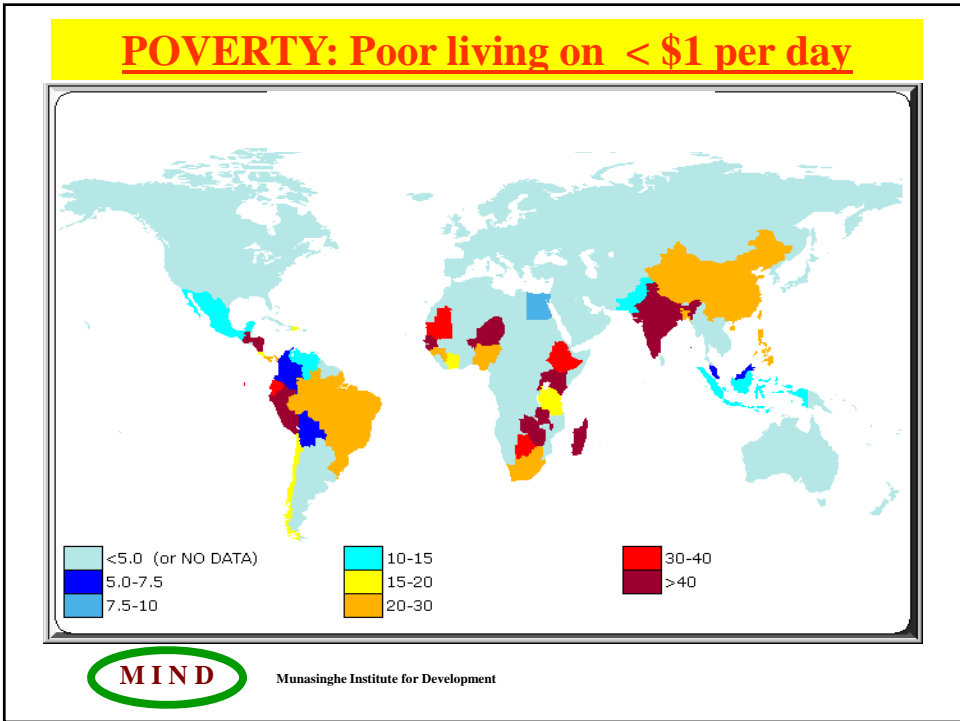 POVERTY: Poor living on < $1 per day
<5.0 (or NO DATA)
5.0-7.5
7.5-10
10-15
15-20
20-30
30-40
>40
M I N D
Munasinghe Institute for Development